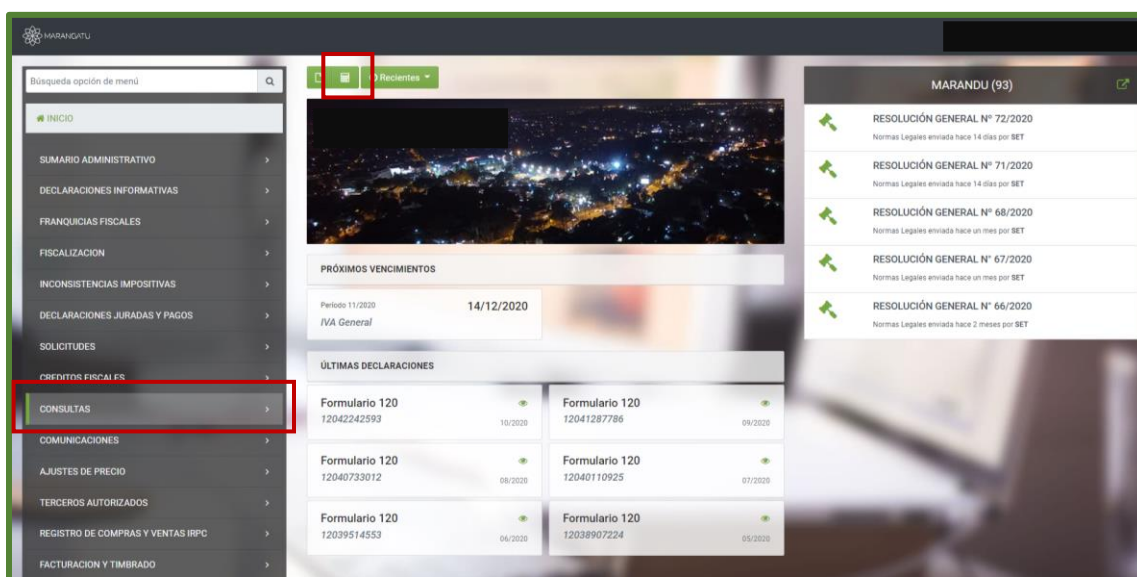 MARANGATU
Búsqueda opción de menú
INICIO
SUMARIO ADMINISTRATIVO
DECLARACIONES INFORMATIVAS
FRANQUICIAS FISCALES
FISCALIZACION
INCONSISTENCIAS IMPOSITIVAS
DECLARACIONES JURADAS Y PAGOS
SOLICITUDES
CREDITOS FISCALES
CONSULTAS
COMUNICACIONES
AJUSTES DE PRECIO
TERCEROS AUTORIZADOS
REGISTRO DE COMPRAS Y VENTAS IRPC
FACTURACION Y TIMBRADO
Recientes
PRÓXIMOS VENCIMIENTOS
Periodo 11/2020 14/12/2020
IVA General
ÚLTIMAS DECLARACIONES
Formulario 120
12042242593 10/2020
Formulario 120
12041287786 09/2020
Formulario 120
12040733012 08/2020
Formulario 120
12040110925 07/2020
Formulario 120
12039514553 06/2020
Formulario 120
12038907224 05/2020
MARANDU (93)
RESOLUCIÓN GENERAL Nº 72/2020
Normas Legales enviada hace 14 días por SET
RESOLUCIÓN GENERAL Nº 71/2020
Normas Legales enviada hace 14 días por SET
RESOLUCIÓN GENERAL Nº 68/2020
Normas Legales enviada hace un mes por SET
RESOLUCIÓN GENERAL N° 67/2020
Normas Legales enviada hace un mes por SET
RESOLUCIÓN GENERAL N° 66/2020
Normas Legales enviada hace 2 meses por SET